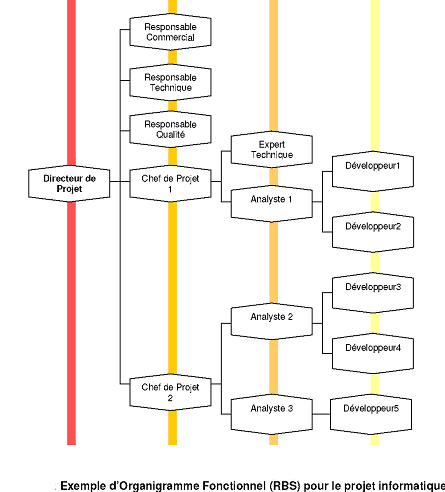 Responsable
Commercial
Responsable
Technique
Responsable
Qualité
Directeur de
Projet
Chef de Projet
1
Expert
Technique
Analyste 1
Développeur1
Développeur2
Chef de Projet
2
Analyste 2
Développeur3
Développeur4
Analyste 3
Développeur5
. Exemple d'Organigramme Fonctionnel (RBS) pour le projet informatique